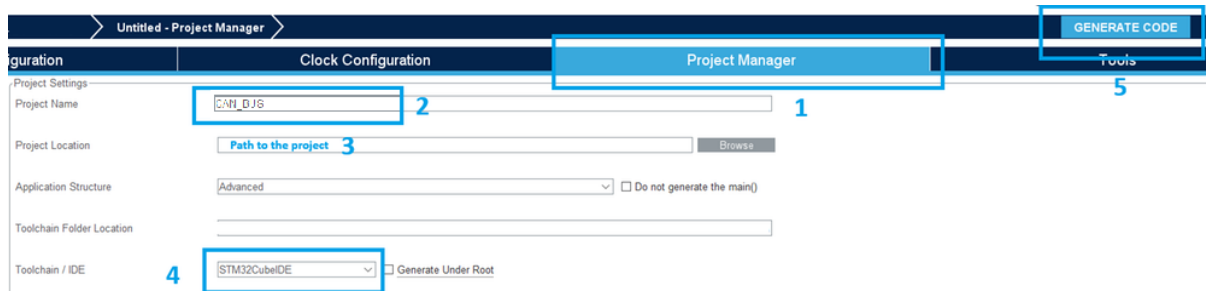 Untitled - Project Manager
GENERATE CODE
iguration
Clock Configuration
Project Manager
Tools
Project Settings
5
Project Name
CAN_BUS
2
1
Project Location
Path to the project
3
Browse
Application Structure
Advanced
Do not generate the main()
Toolchain Folder Location
Toolchain / IDE
4
STM32CubeIDE
Generate Under Root